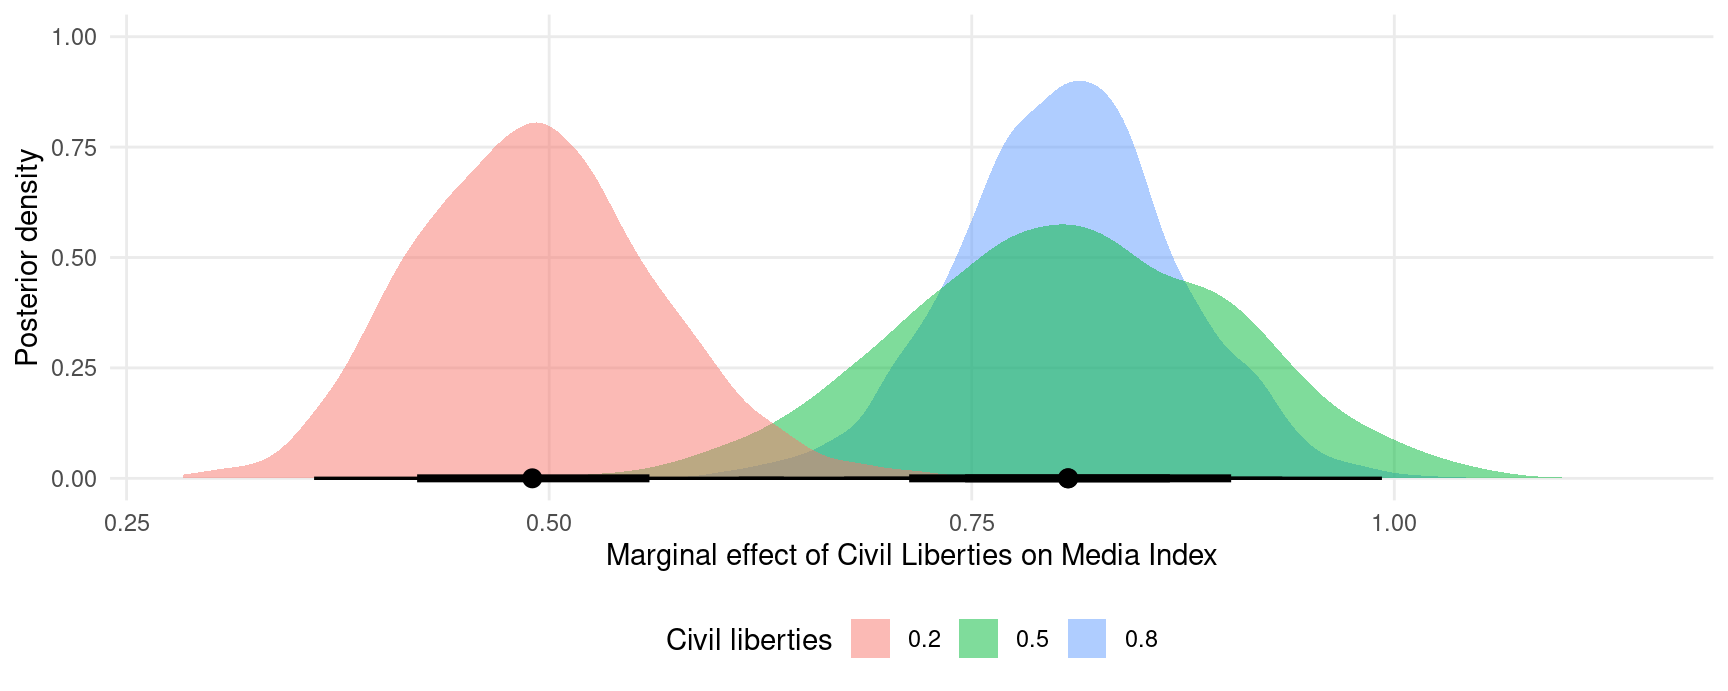 1.00
0.75
0.50
0.25
0.00
Posterior density
0.25 0.50 0.75 1.00
Marginal effect of Civil Liberties on Media Index
Civil liberties 0.2 0.5 0.8